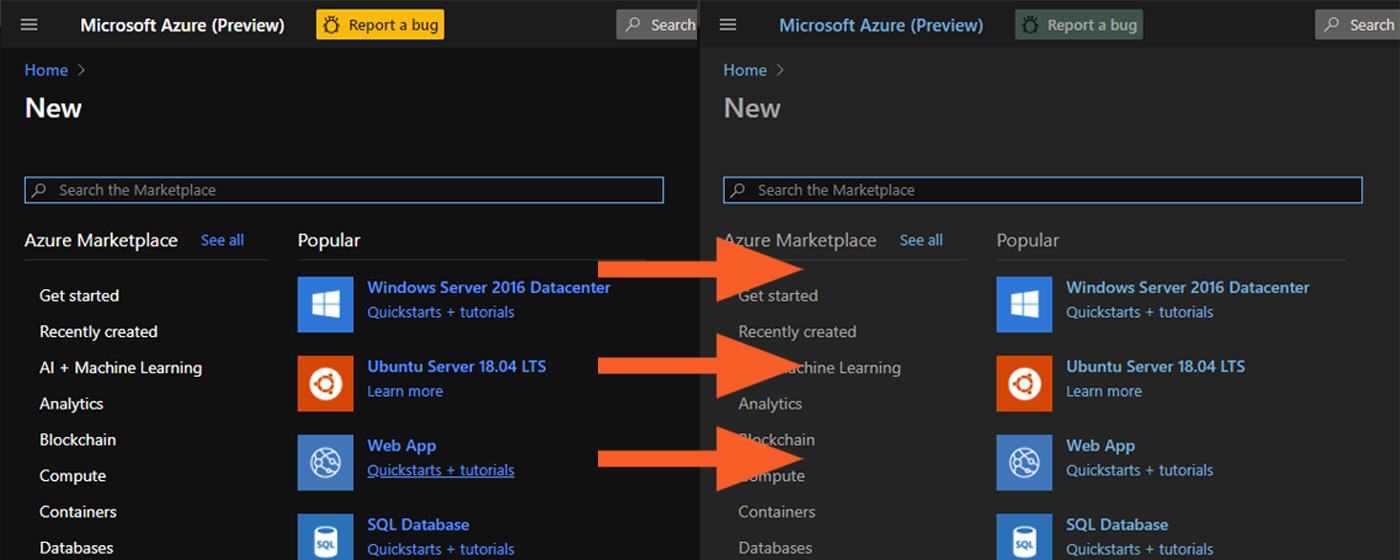 Microsoft Azure (Preview)
Report a bug
Search
Home
New
Search the Marketplace
Azure Marketplace
See all
Get started
Recently created
AI + Machine Learning
Analytics
Blockchain
Compute
Containers
Databases
Popular
Windows Server 2016 Datacenter
Quickstarts + tutorials
Ubuntu Server 18.04 LTS
Learn more
Web App
Quickstarts + tutorials
SQL
SQL Database
Quickstarts + tutorials
Microsoft Azure (Preview)
Report a bug
Search
Home
New
Search the Marketplace
Azure Marketplace
See all
Get started
Recently created
Machine Learning
Analytics
Blockchain
Compute
Containers
Databases
Popular
Windows Server 2016 Datacenter
Quickstarts + tutorials
Ubuntu Server 18.04 LTS
Learn more
Web App
Quickstarts + tutorials
SQL
SQL Database
Quickstarts + tutorials